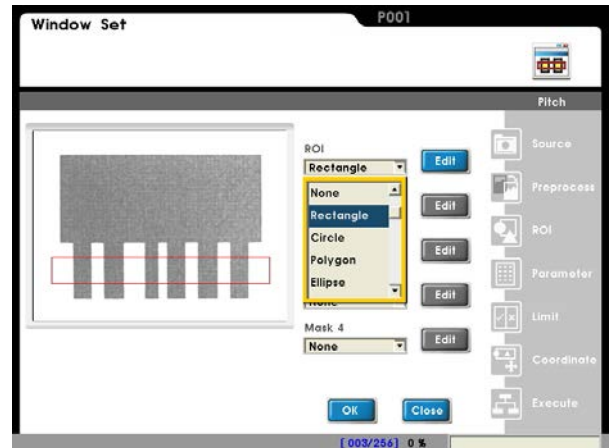 Window Set
P001
Pitch
ROI
Rectangle
Edit
None
Rectangle
Circle
Polygon
Ellipse
Edit
Edit
Edit
Mask 4
None
Edit
Source
Preprocess
ROI
Parameter
Limit
Coordinate
Execute
OK
Close
[003/256] 0 %